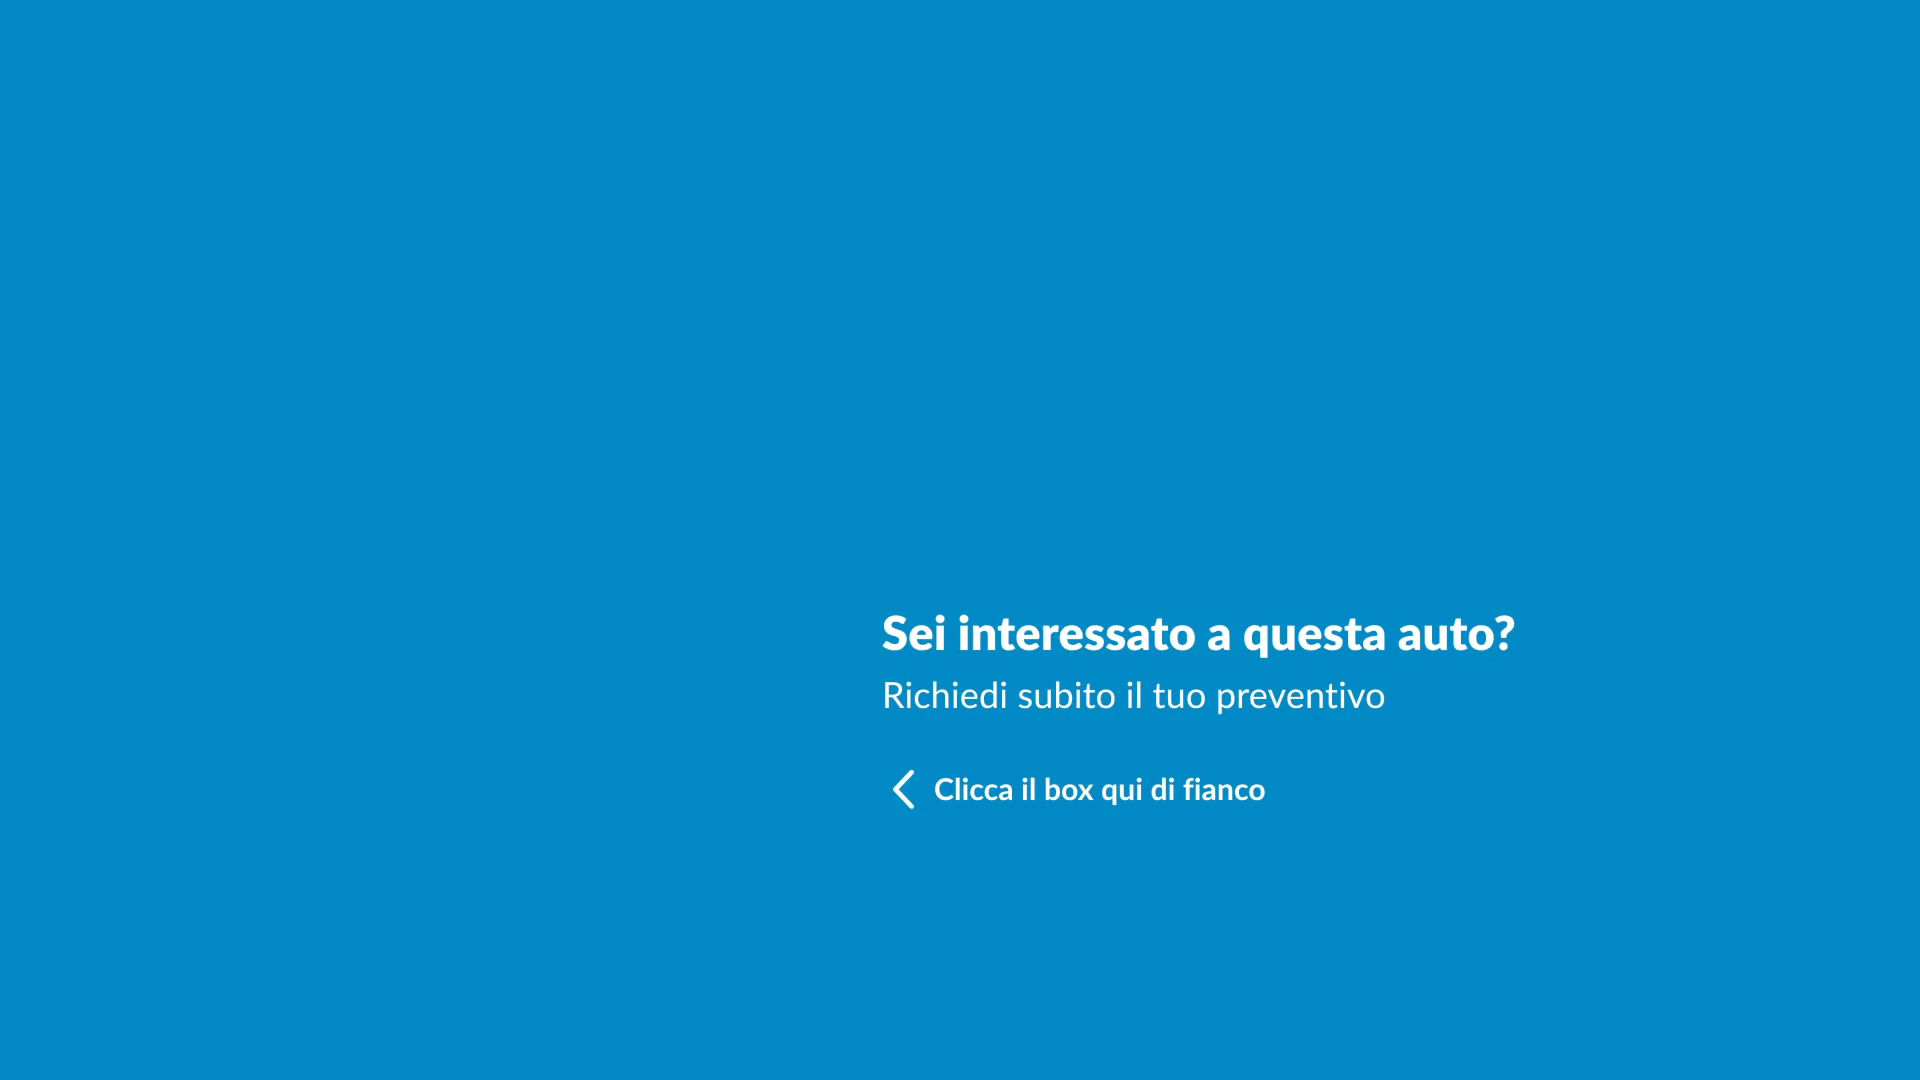 Sei interessato a questa auto?
Richiedi subito il tuo preventivo
Clicca il box qui di fianco